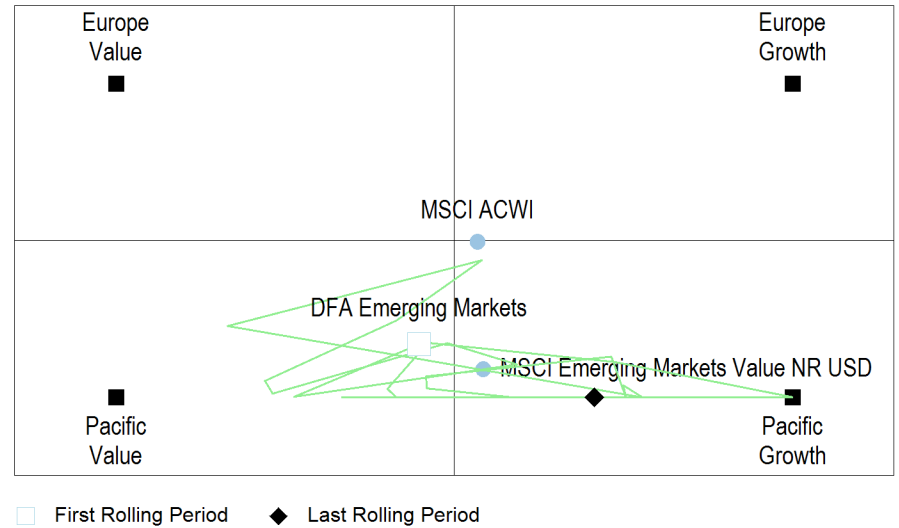 Europe
Value
Europe
Growth
MSCI ACWI
DFA Emerging Markets
MSCI Emerging Markets Value NR USD
Pacific
Value
Pacific
Growth
First Rolling Period
Last Rolling Period